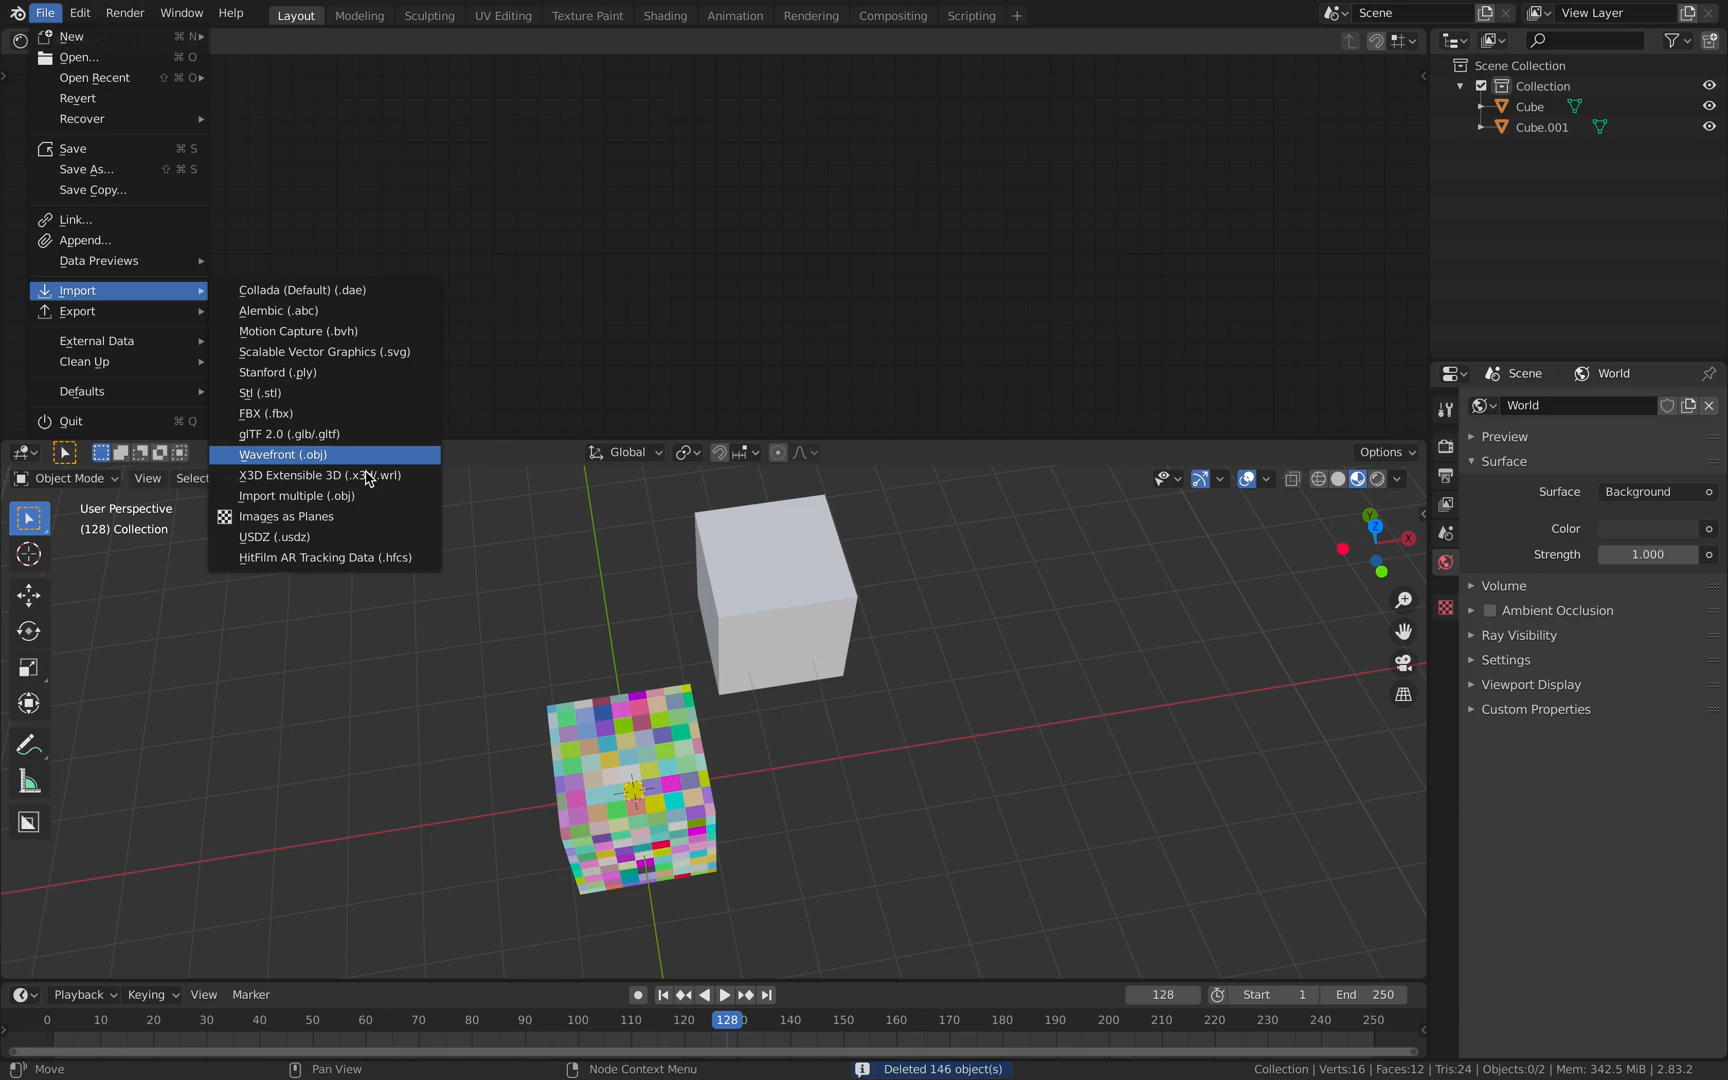 File Edit Render Window Help Layout Modeling Sculpting UV Editing Texture Paint Shading Animation Rendering Compositing Scripting + Scene View Layer
New ⌘ N
Open... ⌘ O
Open Recent ⇧ ⌘ O
Revert
Recover
Save ⌘ S
Save As... ⇧ ⌘ S
Save Copy...
Link...
Append...
Data Previews
Import
Export
External Data
Clean Up
Defaults
Quit ⌘ Q
Collada (Default) (.dae)
Alembic (.abc)
Motion Capture (.bvh)
Scalable Vector Graphics (.svg)
Stanford (.ply)
Stl (.stl)
FBX (.fbx)
glTF 2.0 (.glb/.gltf)
Wavefront (.obj)
X3D Extensible 3D (.x3d/.wrl)
Import multiple (.obj)
Images as Planes
USDZ (.usdz)
HitFilm AR Tracking Data (.hfcs)
Scene Collection
Collection
Cube
Cube.001
Scene World
World
Preview
Surface
Surface Background
Color
Strength 1.000
Volume
Ambient Occlusion
Ray Visibility
Settings
Viewport Display
Custom Properties
Global Options
Object Mode View Select
User Perspective
(128) Collection
Y
Z
X
Playback Keying View Marker 128 Start 1 End 250
0 10 20 30 40 50 60 70 80 90 100 110 120 128 140 150 160 170 180 190 200 210 220 230 240 250
Move Pan View Node Context Menu Deleted 146 object(s) Collection | Verts:16 | Faces:12 | Tris:24 | Objects:0/2 | Mem: 342.5 MiB | 2.83.2